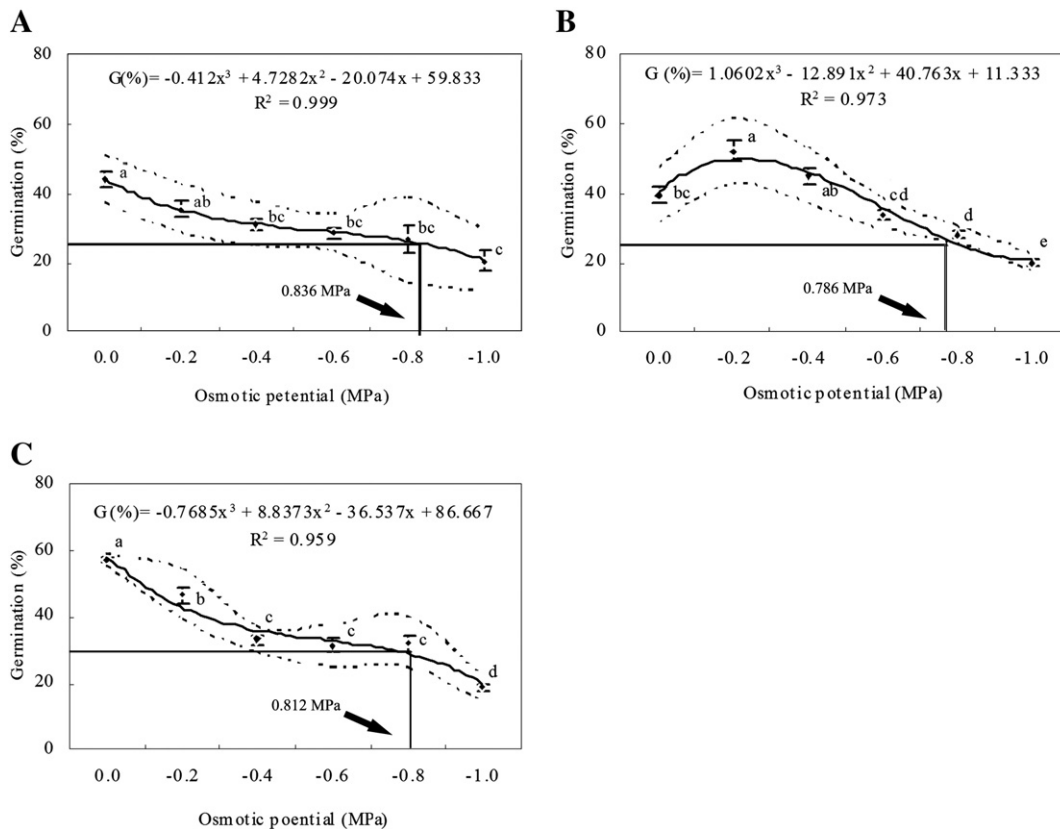 A
80
60
40
20
0
Germination (%)
G(%)= -0.412x³ + 4.7282x² - 20.074x + 59.833
R² = 0.999
a
ab
bc
bc
bc
c
0.836 MPa
0.0 -0.2 -0.4 -0.6 -0.8 -1.0
Osmotic petential (MPa)
B
80
60
40
20
0
Germination (%)
G (%)= 1.0602x³ - 12.891x² + 40.763x + 11.333
R² = 0.973
bc
a
ab
cd
d
e
0.786 MPa
0.0 -0.2 -0.4 -0.6 -0.8 -1.0
Osmotic potential (MPa)
C
80
60
40
20
0
Germination (%)
G (%)= -0.7685x³ + 8.8373x² - 36.537x + 86.667
R² = 0.959
a
b
c
c
c
d
0.812 MPa
0.0 -0.2 -0.4 -0.6 -0.8 -1.0
Osmotic poential (MPa)